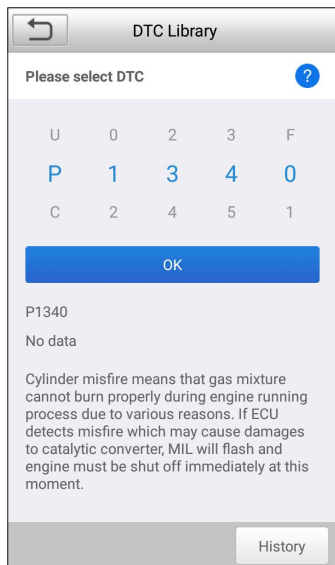 DTC Library
Please select DTC
?
U 0 2 3 F
P 1 3 4 0
C 2 4 5 1
OK
P1340
No data
Cylinder misfire means that gas mixture
cannot burn properly during engine running
process due to various reasons. If ECU
detects misfire which may cause damages
to catalytic converter, MIL will flash and
engine must be shut off immediately at this
moment.
History